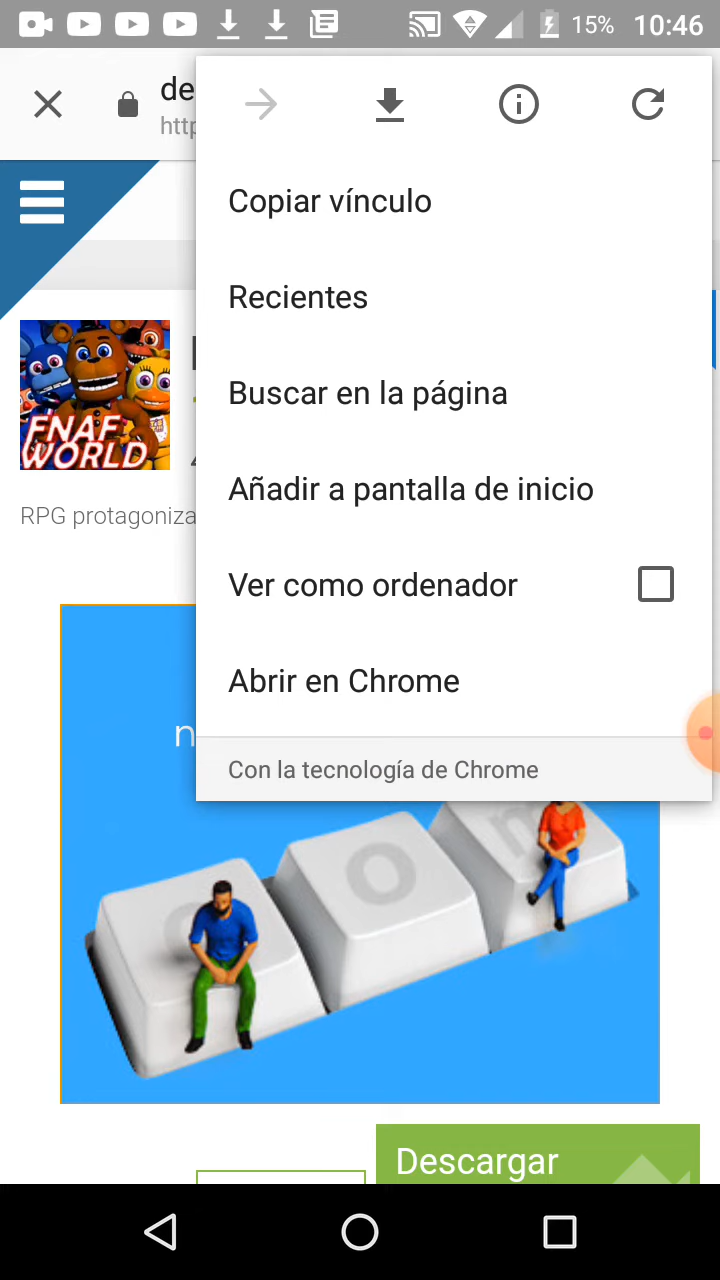 15% 10:46
de
http
Copiar vínculo
Recientes
Buscar en la página
Añadir a pantalla de inicio
Ver como ordenador
Abrir en Chrome
Con la tecnología de Chrome
FNAF
WORLD
RPG protagoniza
n
o
n
Descargar